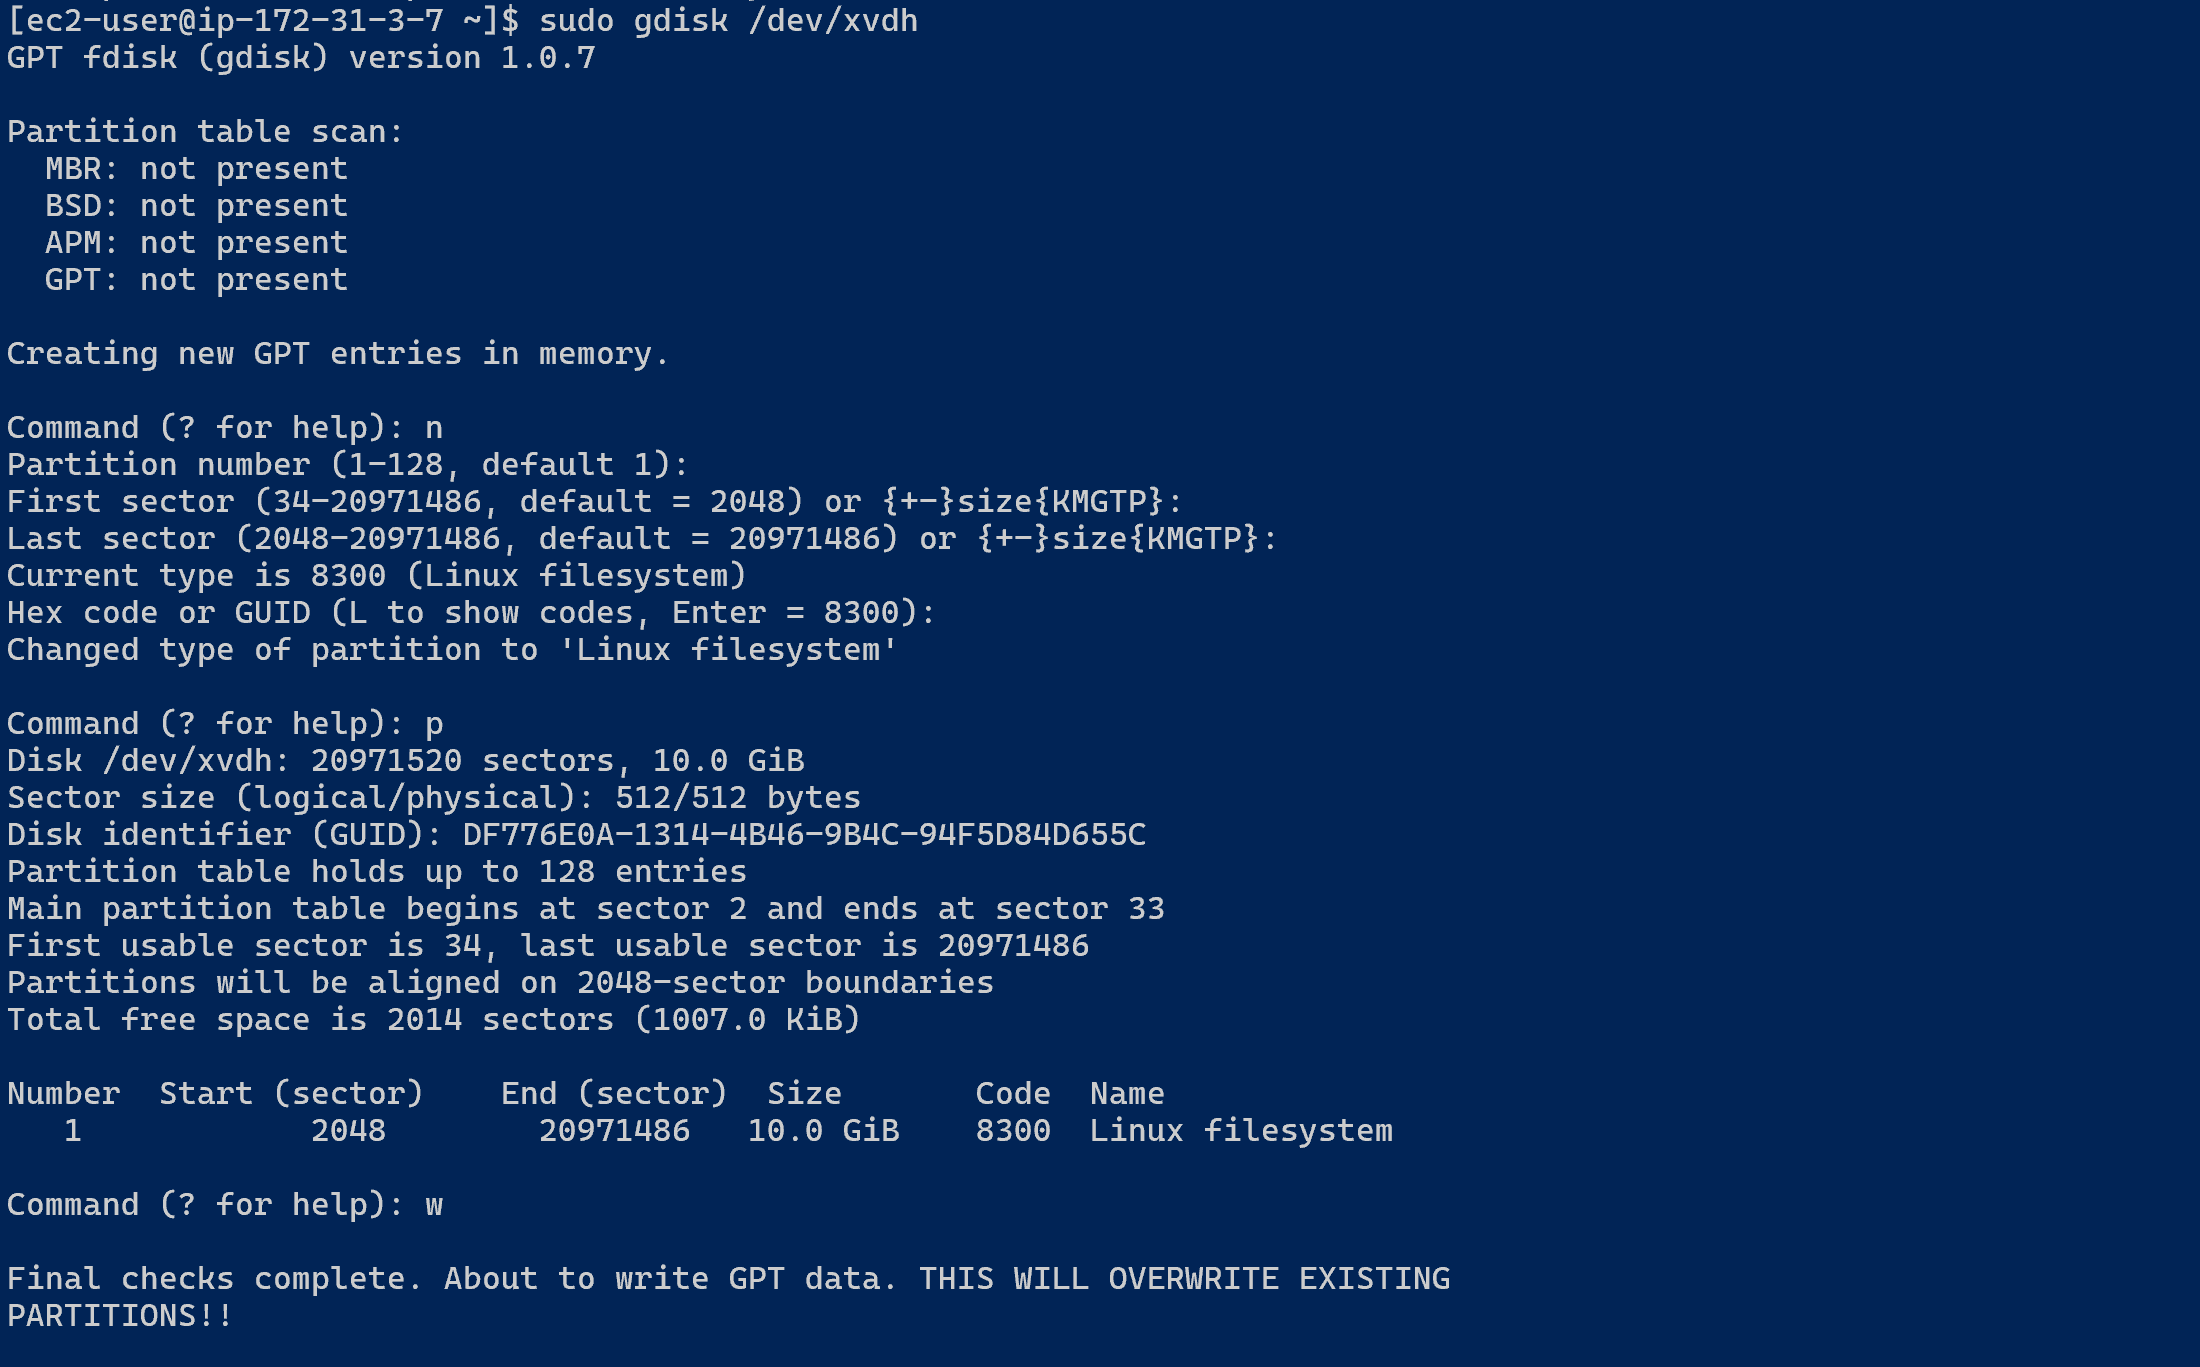 [ec2-user@ip-172-31-3-7 ~]$ sudo gdisk /dev/xvdh
GPT fdisk (gdisk) version 1.0.7

Partition table scan:
  MBR: not present
  BSD: not present
  APM: not present
  GPT: not present

Creating new GPT entries in memory.

Command (? for help): n
Partition number (1-128, default 1):
First sector (34-20971486, default = 2048) or {+-}size{KMGTP}:
Last sector (2048-20971486, default = 20971486) or {+-}size{KMGTP}:
Current type is 8300 (Linux filesystem)
Hex code or GUID (L to show codes, Enter = 8300):
Changed type of partition to 'Linux filesystem'

Command (? for help): p
Disk /dev/xvdh: 20971520 sectors, 10.0 GiB
Sector size (logical/physical): 512/512 bytes
Disk identifier (GUID): DF776E0A-1314-4B46-9B4C-94F5D84D655C
Partition table holds up to 128 entries
Main partition table begins at sector 2 and ends at sector 33
First usable sector is 34, last usable sector is 20971486
Partitions will be aligned on 2048-sector boundaries
Total free space is 2014 sectors (1007.0 KiB)

Number  Start (sector)    End (sector)  Size       Code  Name
   1            2048        20971486   10.0 GiB    8300  Linux filesystem

Command (? for help): w

Final checks complete. About to write GPT data. THIS WILL OVERWRITE EXISTING
PARTITIONS!!